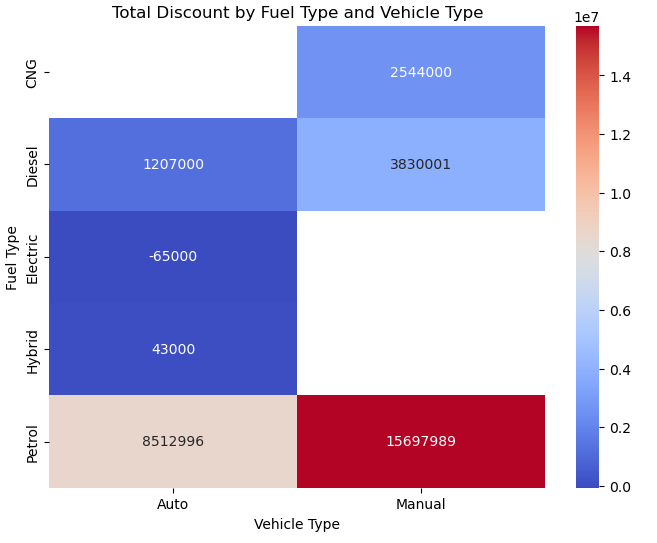 Total Discount by Fuel Type and Vehicle Type
1e7
CNG
2544000
1.4
1.2
Diesel
1207000
3830001
1.0
Fuel Type
Electric
-65000
0.8
0.6
Hybrid
43000
0.4
Petrol
8512996
15697989
0.2
0.0
Auto
Manual
Vehicle Type